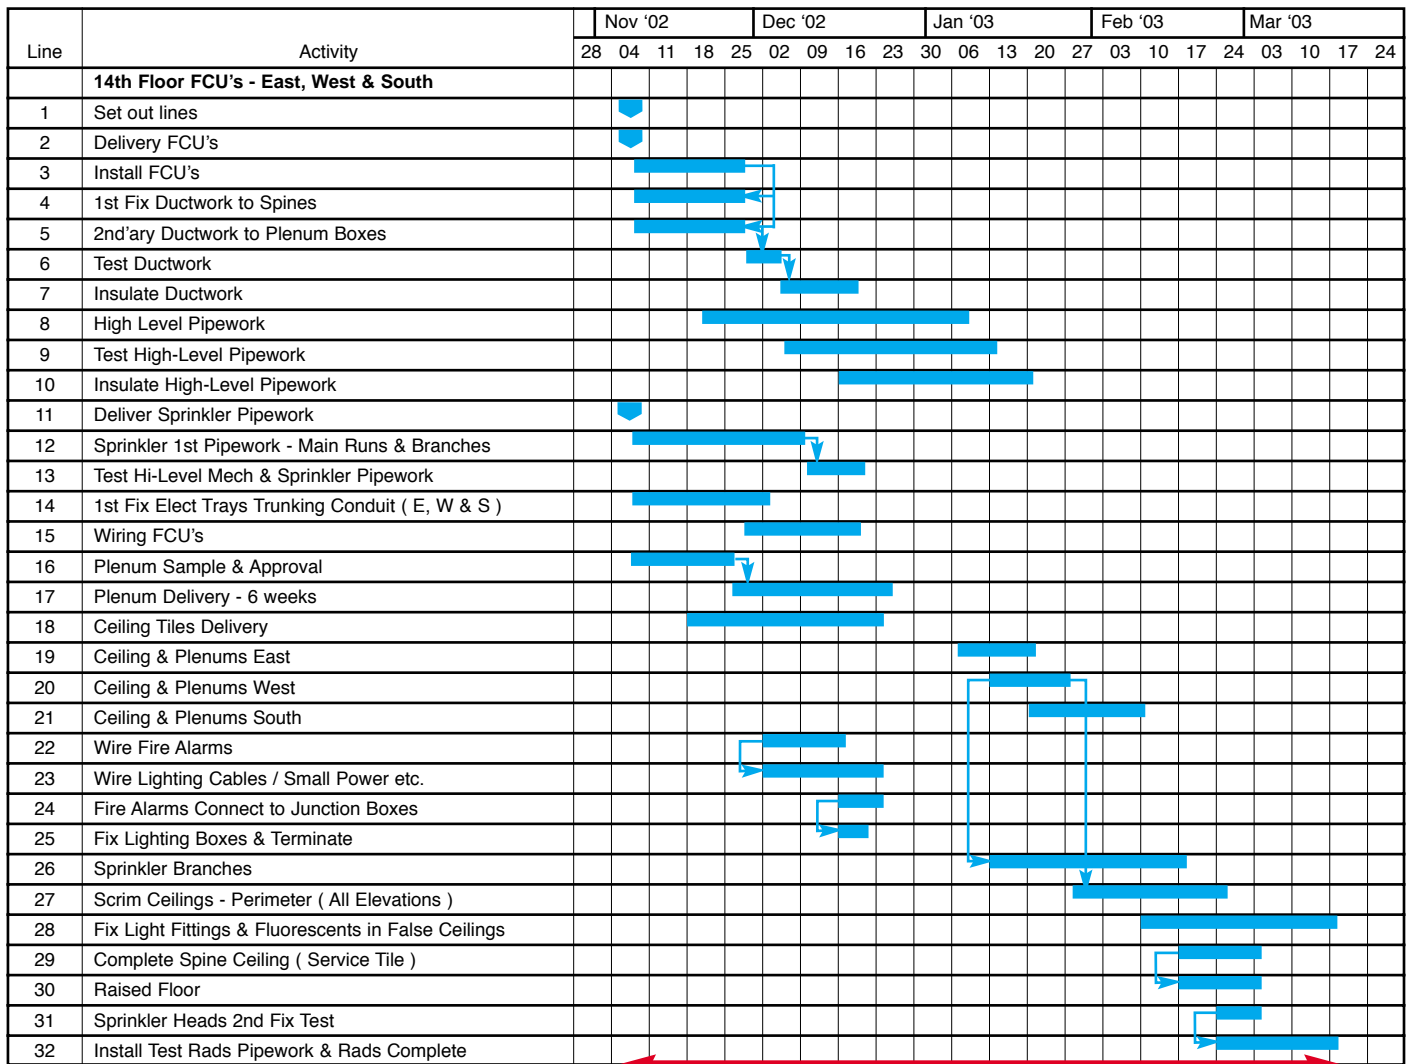 Nov ‘02 Dec ‘02 Jan ‘03 Feb ‘03 Mar ‘03
Line Activity 28 04 11 18 25 02 09 16 23 30 06 13 20 27 03 10 17 24 03 10 17 24
14th Floor FCU’s - East, West & South
1 Set out lines
2 Delivery FCU’s
3 Install FCU’s
4 1st Fix Ductwork to Spines
5 2nd’ary Ductwork to Plenum Boxes
6 Test Ductwork
7 Insulate Ductwork
8 High Level Pipework
9 Test High-Level Pipework
10 Insulate High-Level Pipework
11 Deliver Sprinkler Pipework
12 Sprinkler 1st Pipework - Main Runs & Branches
13 Test Hi-Level Mech & Sprinkler Pipework
14 1st Fix Elect Trays Trunking Conduit ( E, W & S )
15 Wiring FCU’s
16 Plenum Sample & Approval
17 Plenum Delivery - 6 weeks
18 Ceiling Tiles Delivery
19 Ceiling & Plenums East
20 Ceiling & Plenums West
21 Ceiling & Plenums South
22 Wire Fire Alarms
23 Wire Lighting Cables / Small Power etc.
24 Fire Alarms Connect to Junction Boxes
25 Fix Lighting Boxes & Terminate
26 Sprinkler Branches
27 Scrim Ceilings - Perimeter ( All Elevations )
28 Fix Light Fittings & Fluorescents in False Ceilings
29 Complete Spine Ceiling ( Service Tile )
30 Raised Floor
31 Sprinkler Heads 2nd Fix Test
32 Install Test Rads Pipework & Rads Complete